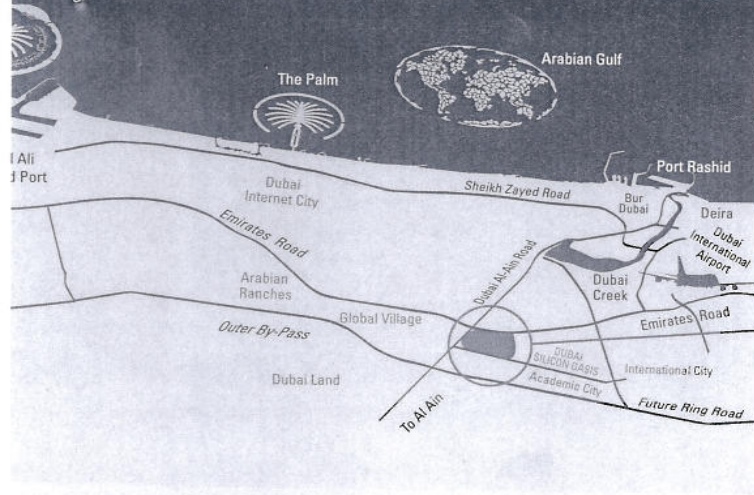 Arabian Gulf
The Palm
Port Rashid
l Ali
d Port
Dubai
Internet City
Sheikh Zayed Road
Bur
Dubai
Deira
Dubai
International
Airport
Emirates Road
Dubai Al-Ain Road
Arabian
Ranches
Dubai
Creek
Global Village
Emirates Road
Outer By-Pass
DUBAI
SILICON OASIS
International City
Dubai Land
Academic City
To Al Ain
Future Ring Road